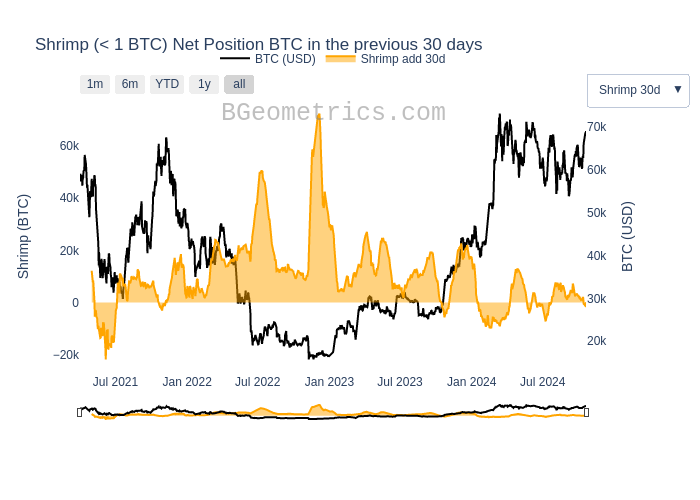 Shrimp (< 1 BTC) Net Position BTC in the previous 30 days
BTC (USD) Shrimp add 30d
1m 6m YTD 1y all
Shrimp 30d ▼
BGeometrics.com
60k
40k
20k
0
−20k
Shrimp (BTC)
70k
60k
50k
40k
30k
20k
BTC (USD)
Jul 2021 Jan 2022 Jul 2022 Jan 2023 Jul 2023 Jan 2024 Jul 2024